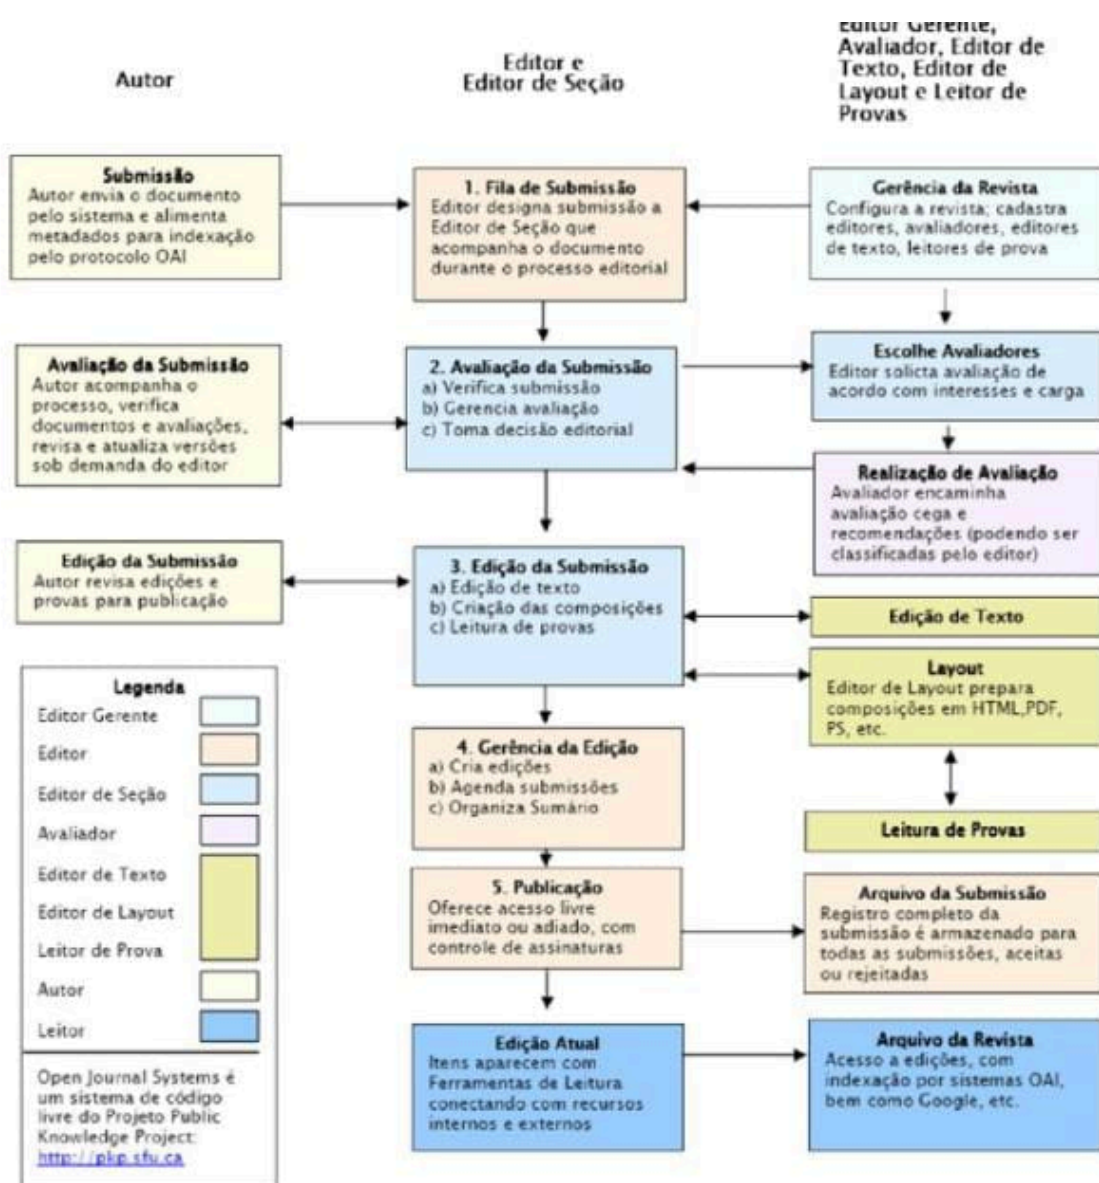 Autor
Editor e
Editor de Seção
Editor Gerente,
Avaliador, Editor de
Texto, Editor de
Layout e Leitor de
Provas
Submissão
Autor envia o documento
pelo sistema e alimenta
metadados para indexação
pelo protocolo OAI
1. Fila de Submissão
Editor designa submissão a
Editor de Seção que
acompanha o documento
durante o processo editorial
Gerência da Revista
Configura a revista; cadastra
editores, avaliadores, editores
de texto, leitores de prova
Avaliação da Submissão
Autor acompanha o
processo, verifica
documentos e avaliações,
revisa e atualiza versões
sob demanda do editor
2. Avaliação da Submissão
a) Verifica submissão
b) Gerencia avaliação
c) Toma decisão editorial
Escolhe Avaliadores
Editor solicta avaliação de
acordo com interesses e carga
Realização de Avaliação
Avaliador encaminha
avaliação cega e
recomendações (podendo ser
classificadas pelo editor)
Edição da Submissão
Autor revisa edições e
provas para publicação
3. Edição da Submissão
a) Edição de texto
b) Criação das composições
c) Leitura de provas
Edição de Texto
Layout
Editor de Layout prepara
composições em HTML,PDF,
PS, etc.
Leitura de Provas
4. Gerência da Edição
a) Cria edições
b) Agenda submissões
c) Organiza Sumário
5. Publicação
Oferece acesso livre
imediato ou adiado, com
controle de assinaturas
Arquivo da Submissão
Registro completo da
submissão é armazenado para
todas as submissões, aceitas
ou rejeitadas
Edição Atual
Itens aparecem com
Ferramentas de Leitura
conectando com recursos
internos e externos
Arquivo da Revista
Acesso a edições, com
indexação por sistemas OAI,
bem como Google, etc.
Legenda
Editor Gerente
Editor
Editor de Seção
Avaliador
Editor de Texto
Editor de Layout
Leitor de Prova
Autor
Leitor
Open Journal Systems é
um sistema de código
livre do Projeto Public
Knowledge Project:
http://pkp.sfu.ca